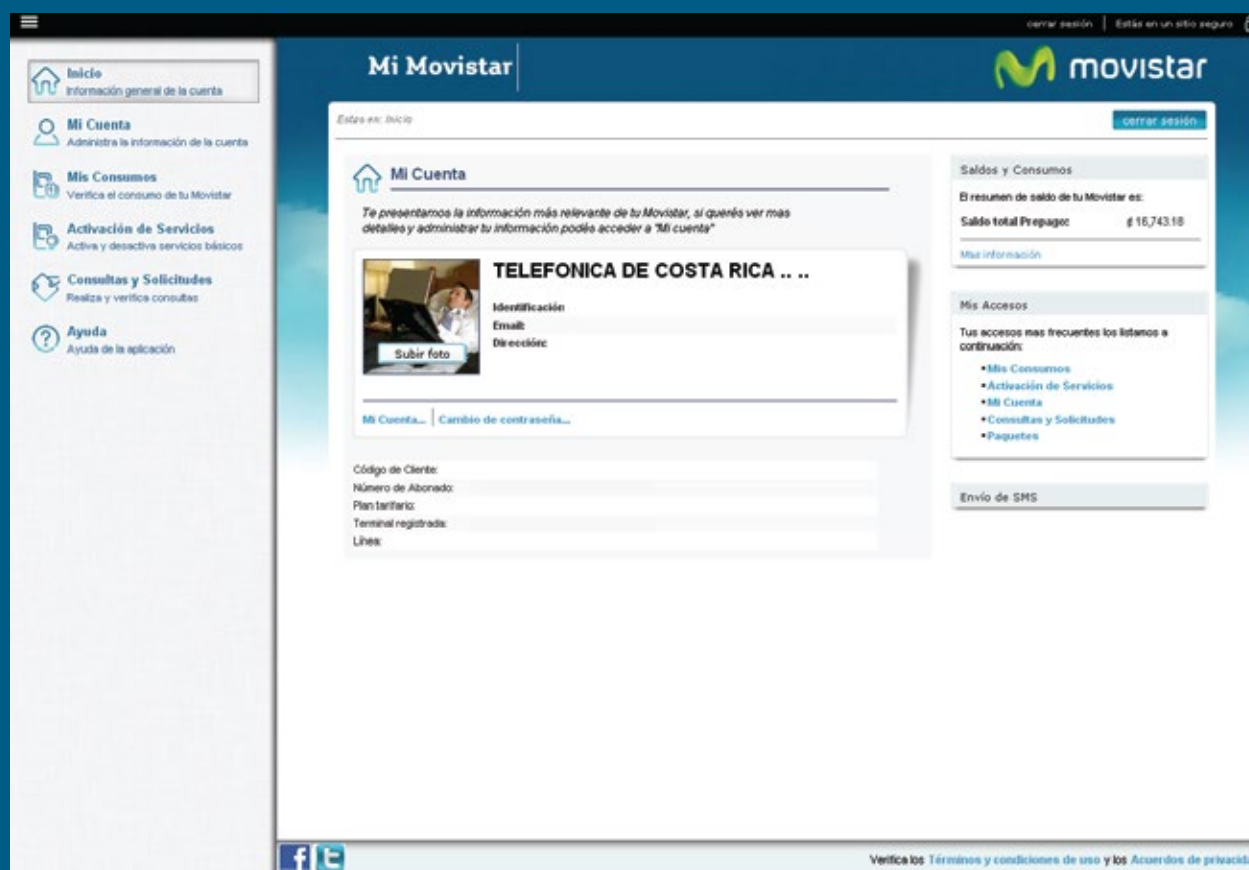 cerrar sesión | Estás en un sitio seguro
Inicio
Información general de la cuenta
Mi Cuenta
Administra la información de la cuenta
Mis Consumos
Verifica el consumo de tu Movistar
Activación de Servicios
Activa y desactiva servicios básicos
Consultas y Solicitudes
Realiza y verifica consultas
Ayuda
Ayuda de la aplicación
Mi Movistar
movistar
Estas en: Inicio
cerrar sesión
Mi Cuenta
Te presentamos la información más relevante de tu Movistar, si querés ver mas
detalles y administrar tu información podés acceder a "Mi cuenta"
TELEFONICA DE COSTA RICA .. ..
Identificación
Email:
Dirección:
Subir foto
Mi Cuenta... | Cambio de contraseña...
Código de Cliente:
Número de Abonado:
Plan tarifario:
Terminal registrada:
Línea:
Saldos y Consumos
El resumen de saldo de tu Movistar es:
Saldo total Prepago: ₡ 16,743.18
Mas información
Mis Accesos
Tus accesos mas frecuentes los listamos a
continuación:
•Mis Consumos
•Activación de Servicios
•Mi Cuenta
•Consultas y Solicitudes
•Paquetes
Envío de SMS
Verifica los Términos y condiciones de uso y los Acuerdos de privacida